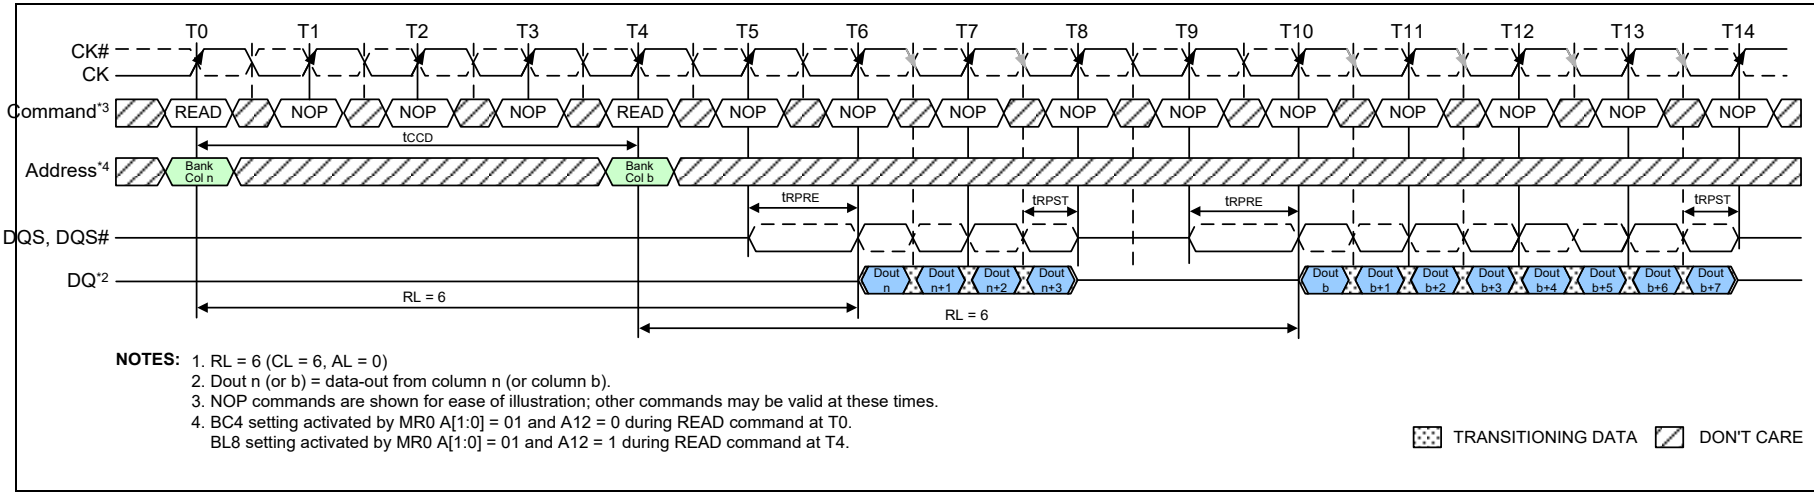 T0 T1 T2 T3 T4 T5 T6 T7 T8 T9 T10 T11 T12 T13 T14
CK#
CK
Command*3 READ NOP NOP NOP READ NOP NOP NOP NOP NOP NOP NOP NOP NOP NOP
tCCD
Address*4 Bank Col n Bank Col b
tRPRE tRPST tRPRE tRPST
DQS, DQS#
DQ*2 Dout n Dout n+1 Dout n+2 Dout n+3 Dout b Dout b+1 Dout b+2 Dout b+3 Dout b+4 Dout b+5 Dout b+6 Dout b+7
RL = 6
RL = 6
NOTES: 1. RL = 6 (CL = 6, AL = 0)
2. Dout n (or b) = data-out from column n (or column b).
3. NOP commands are shown for ease of illustration; other commands may be valid at these times.
4. BC4 setting activated by MR0 A[1:0] = 01 and A12 = 0 during READ command at T0.
BL8 setting activated by MR0 A[1:0] = 01 and A12 = 1 during READ command at T4.
TRANSITIONING DATA DON'T CARE